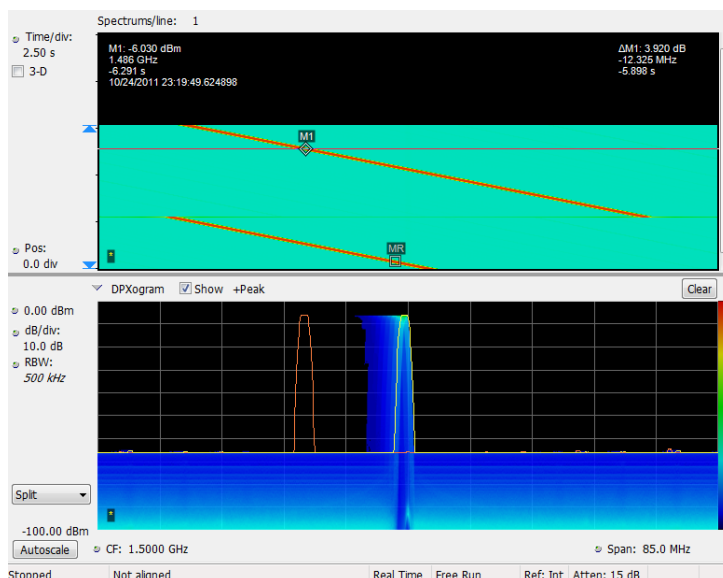 Spectrums/line: 1
Time/div:
2.50 s
3-D
M1: -6.030 dBm
1.486 GHz
-6.291 s
10/24/2011 23:19:49.624898
ΔM1: 3.920 dB
-12.325 MHz
-5.898 s
M1
MR
Pos:
0.0 div
DPXogram Show +Peak Clear
0.00 dBm
dB/div:
10.0 dB
RBW:
500 kHz
Split
-100.00 dBm
Autoscale CF: 1.5000 GHz Span: 85.0 MHz
Stopped Not aligned Real Time Free Run Ref: Int Atten: 15 dB